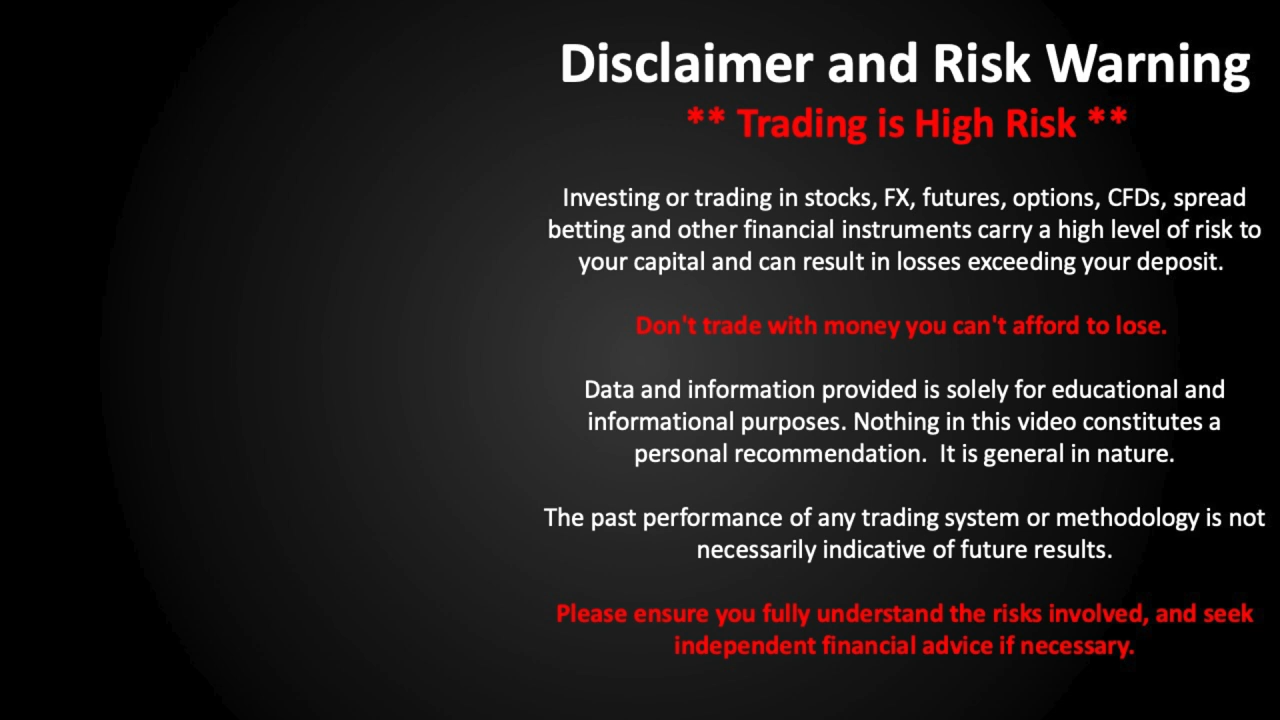 Disclaimer and Risk Warning
** Trading is High Risk **
Investing or trading in stocks, FX, futures, options, CFDs, spread
betting and other financial instruments carry a high level of risk to
your capital and can result in losses exceeding your deposit.
Don't trade with money you can't afford to lose.
Data and information provided is solely for educational and
informational purposes. Nothing in this video constitutes a
personal recommendation.  It is general in nature.
The past performance of any trading system or methodology is not
necessarily indicative of future results.
Please ensure you fully understand the risks involved, and seek
independent financial advice if necessary.